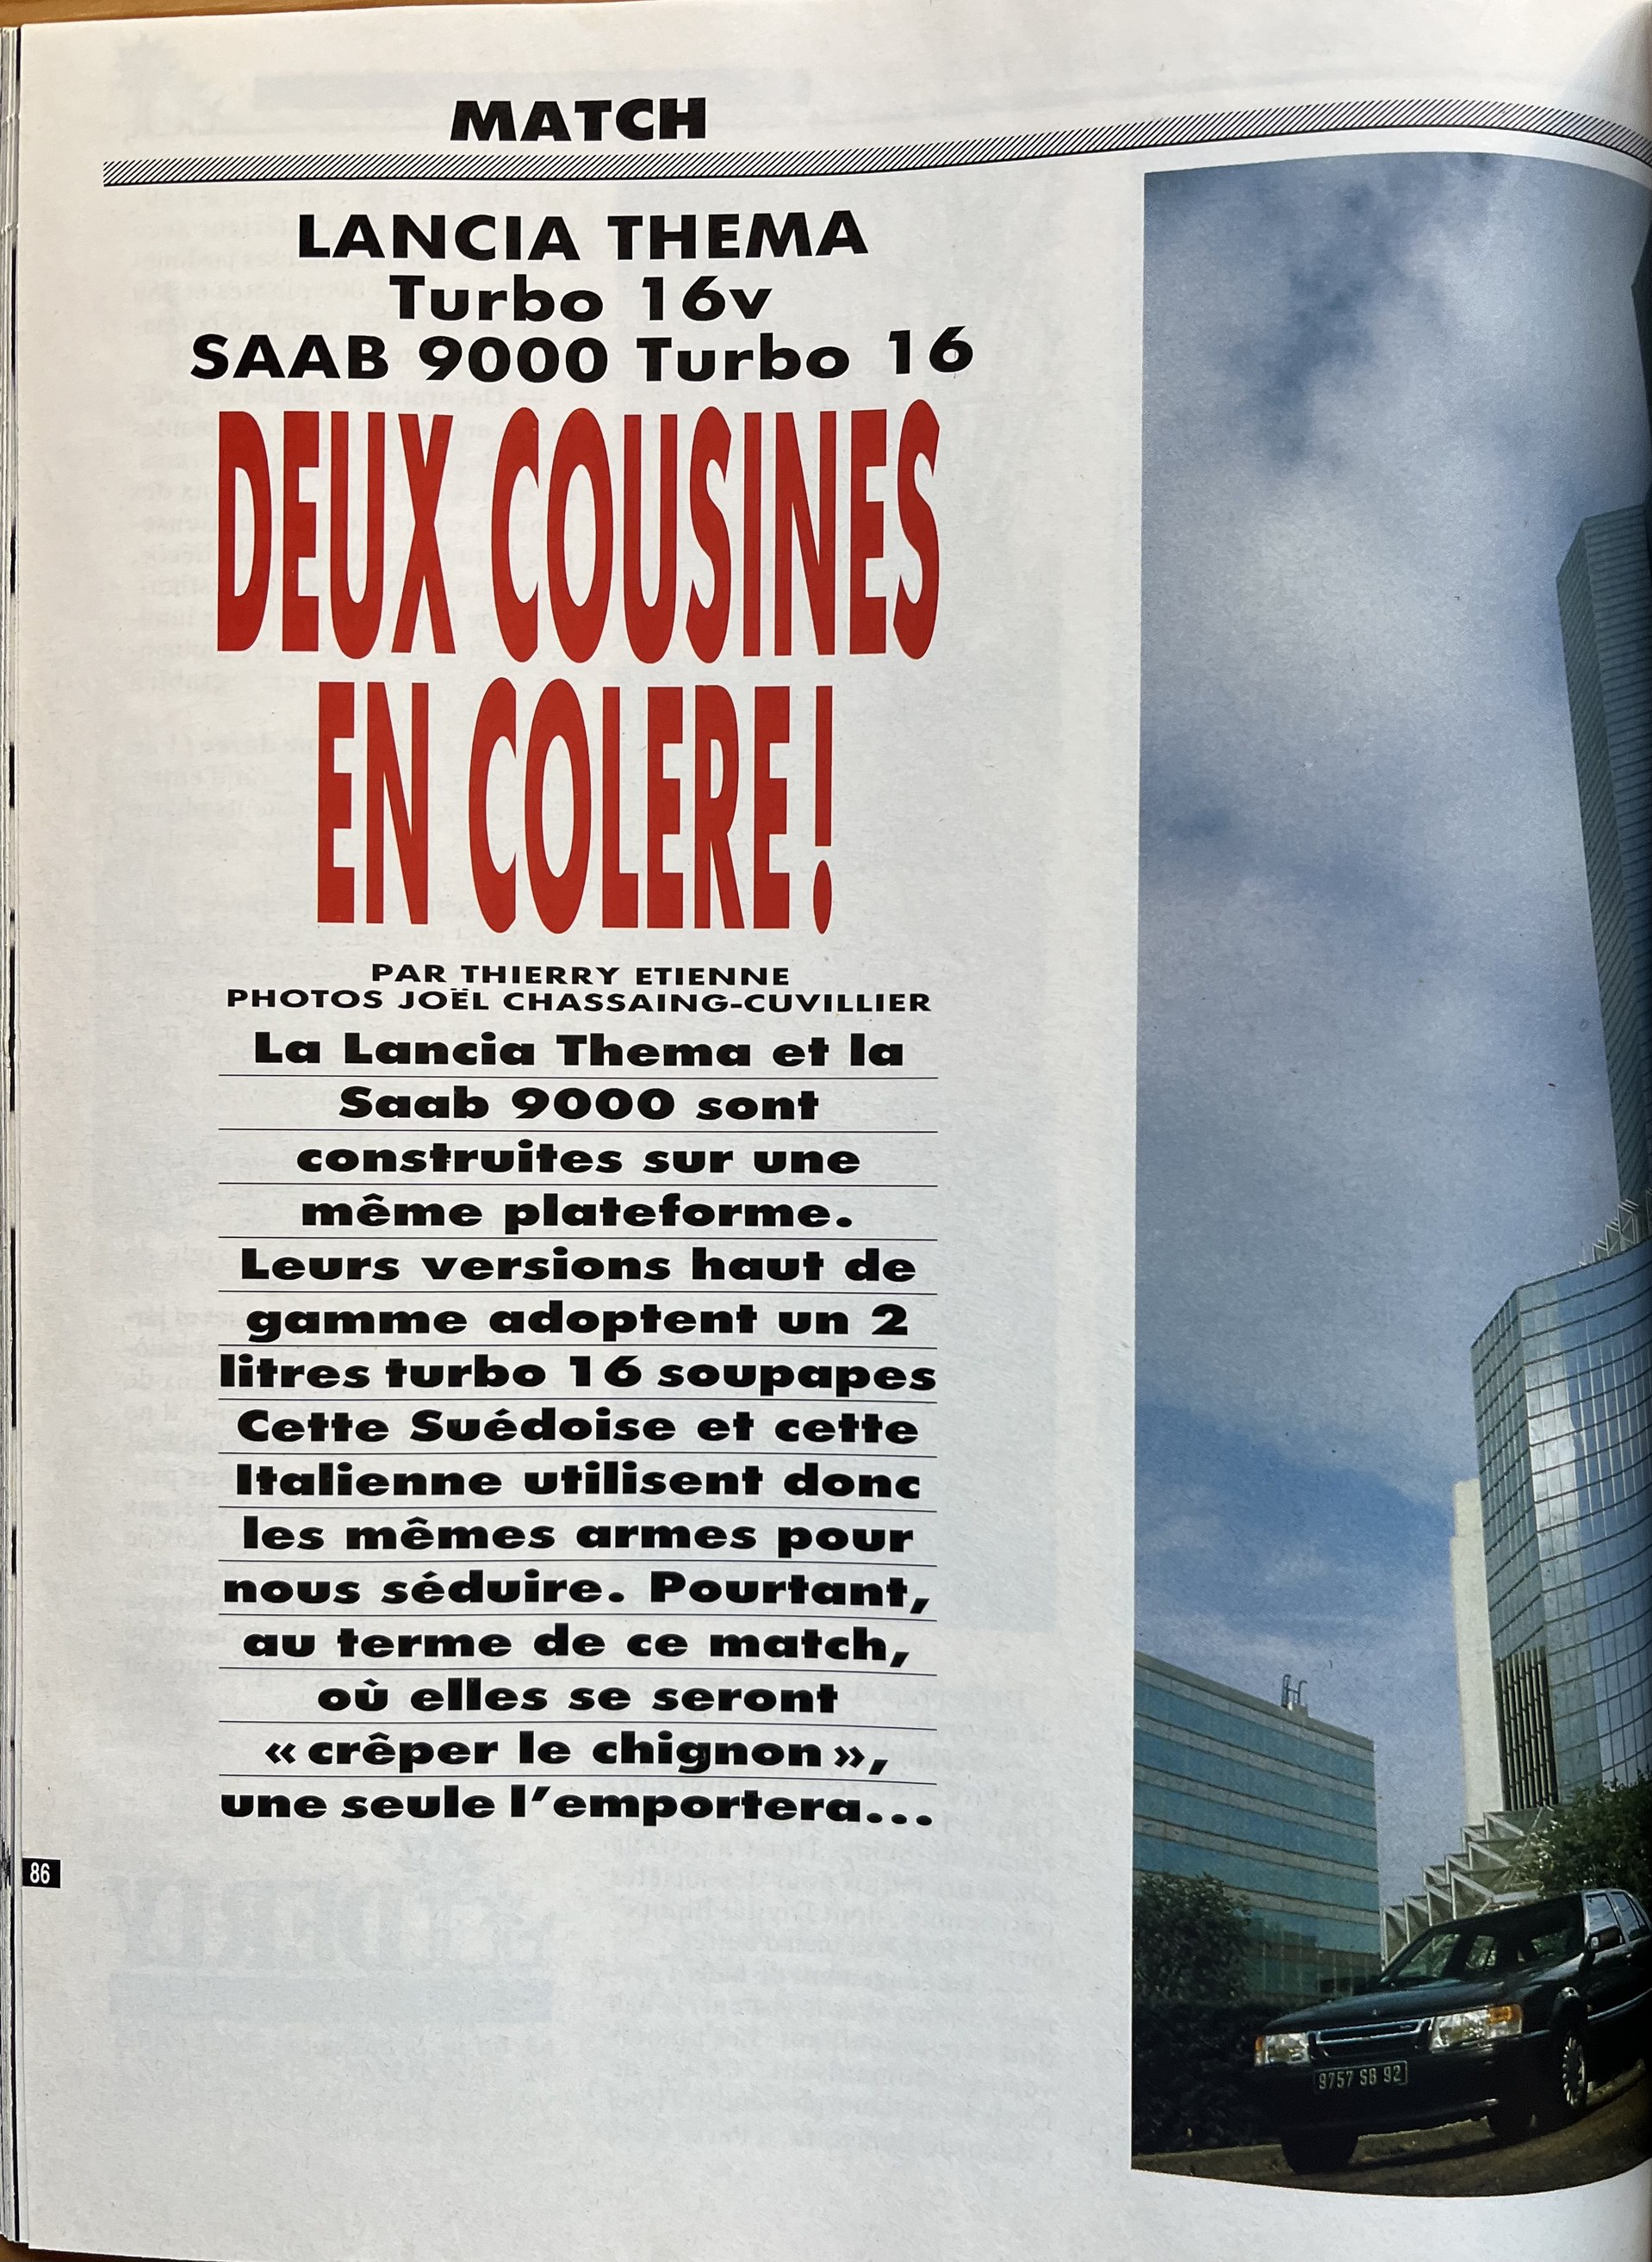 MATCH
LANCIA THEMA
Turbo 16v
SAAB 9000 Turbo 16
DEUX COUSINES
EN COLERE !
PAR THIERRY ETIENNE
PHOTOS JOËL CHASSAING-CUVILLIER
La Lancia Thema et la
Saab 9000 sont
construites sur une
même plateforme.
Leurs versions haut de
gamme adoptent un 2
litres turbo 16 soupapes
Cette Suédoise et cette
Italienne utilisent donc
les mêmes armes pour
nous séduire. Pourtant,
au terme de ce match,
où elles se seront
« crêper le chignon »,
une seule l'emportera...
86
9757 SB 92